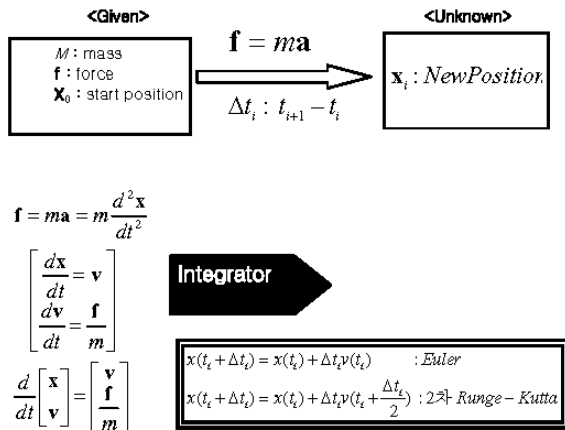 <Given>
M : mass
f : force
X₀ : start position
f = ma
Δtᵢ : tᵢ₊₁ − tᵢ
<Unknown>
xᵢ : NewPosition
f = ma = m d²x/dt²
[dx/dt = v
dv/dt = f/m]
d/dt [x v] = [v f/m]
Integrator
x(tᵢ + Δtᵢ) = x(tᵢ) + Δtᵢv(tᵢ) : Euler
x(tᵢ + Δtᵢ) = x(tᵢ) + Δtᵢv(tᵢ + Δtᵢ/2) : 2차 Runge − Kutta